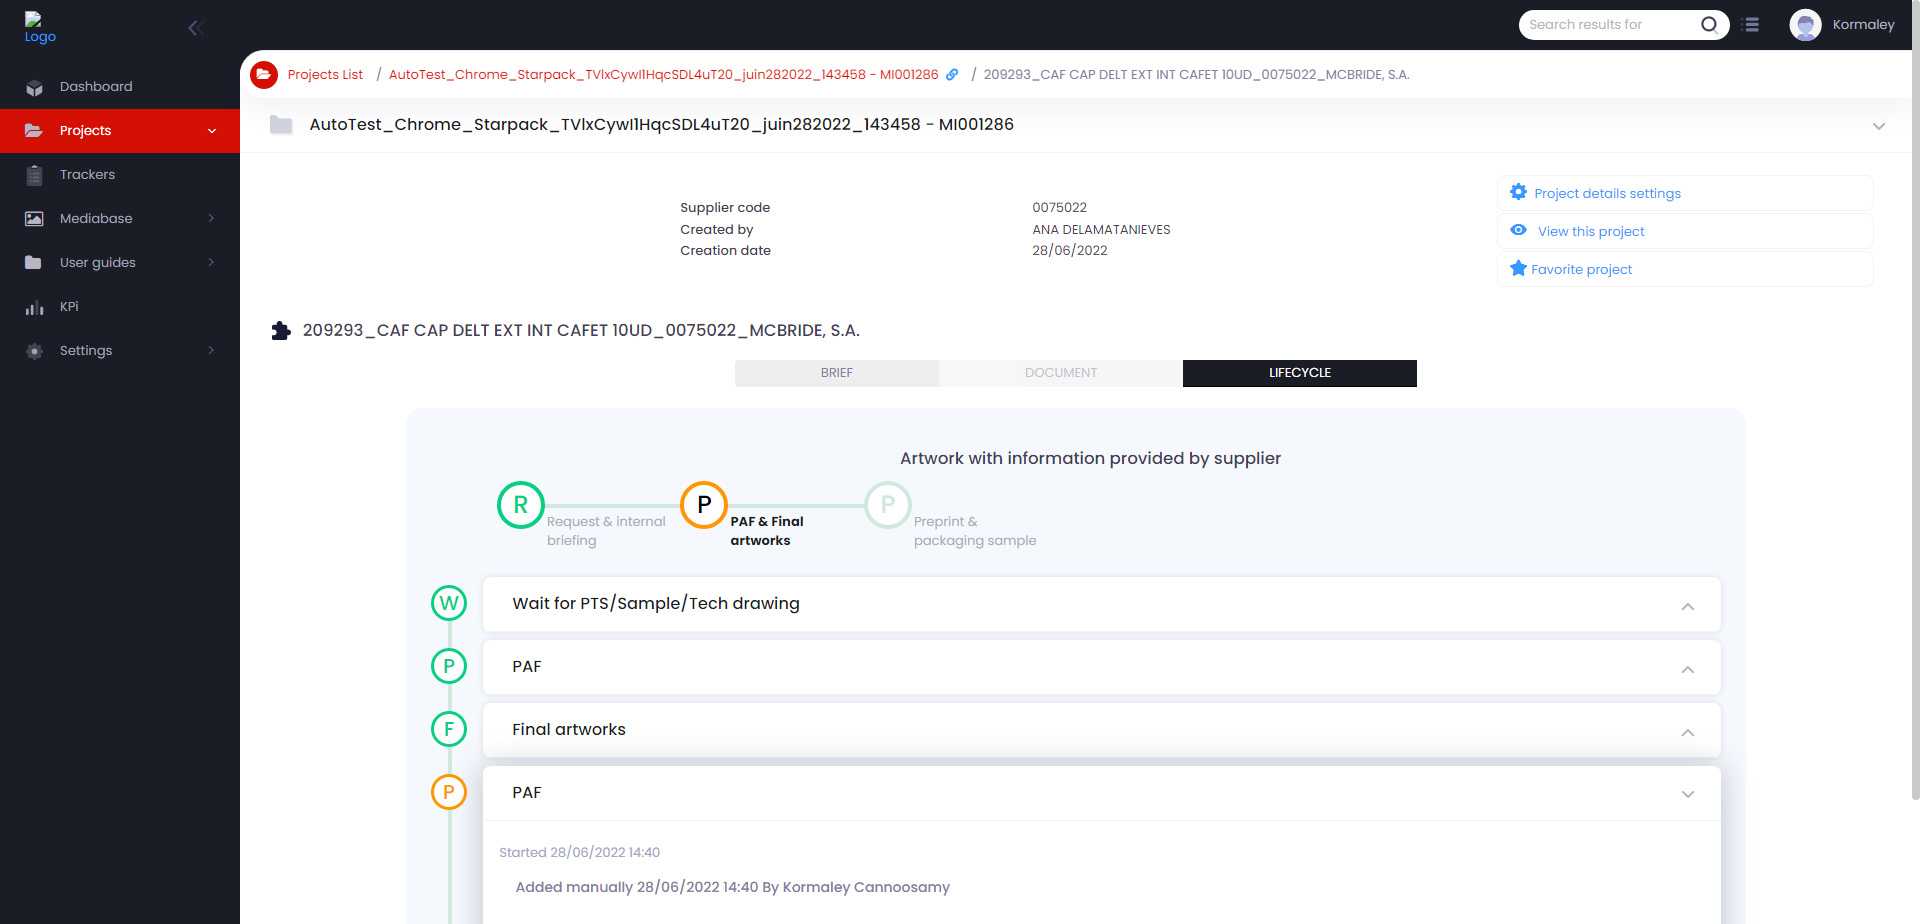 Logo
Search results for
Kormaley
Dashboard
Projects
Trackers
Mediabase
User guides
KPi
Settings
Projects List / AutoTest_Chrome_Starpack_TVlxCywI1HqcSDL4uT20_juin282022_143458 - MI001286 / 209293_CAF CAP DELT EXT INT CAFET 10UD_0075022_MCBRIDE, S.A.
AutoTest_Chrome_Starpack_TVlxCywI1HqcSDL4uT20_juin282022_143458 - MI001286
Supplier code 0075022
Created by ANA DELAMATANIEVES
Creation date 28/06/2022
Project details settings
View this project
Favorite project
209293_CAF CAP DELT EXT INT CAFET 10UD_0075022_MCBRIDE, S.A.
BRIEF DOCUMENT LIFECYCLE
Artwork with information provided by supplier
R
Request & internal
briefing
P
PAF & Final
artworks
P
Preprint &
packaging sample
W Wait for PTS/Sample/Tech drawing
P PAF
F Final artworks
P PAF
Started 28/06/2022 14:40
Added manually 28/06/2022 14:40 By Kormaley Cannoosamy